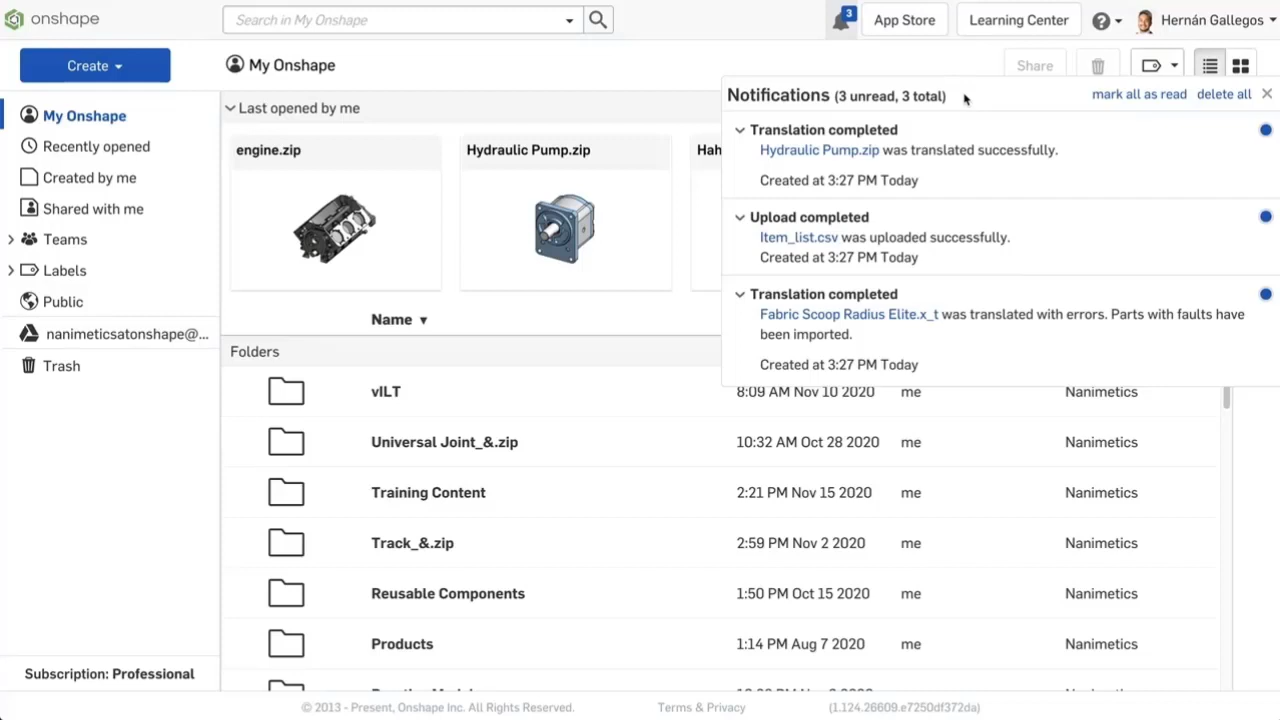 onshape
Search in My Onshape
3
App Store
Learning Center
Hernán Gallegos
Create
My Onshape
Share
My Onshape
Recently opened
Created by me
Shared with me
Teams
Labels
Public
nanimeticsatonshape@...
Trash
Subscription: Professional
Last opened by me
engine.zip
Hydraulic Pump.zip
Hah
Notifications (3 unread, 3 total)
mark all as read
delete all
Translation completed
Hydraulic Pump.zip was translated successfully.
Created at 3:27 PM Today
Upload completed
Item_list.csv was uploaded successfully.
Created at 3:27 PM Today
Translation completed
Fabric Scoop Radius Elite.x_t was translated with errors. Parts with faults have
been imported.
Created at 3:27 PM Today
Name
Folders
vILT 8:09 AM Nov 10 2020 me Nanimetics
Universal Joint_&.zip 10:32 AM Oct 28 2020 me Nanimetics
Training Content 2:21 PM Nov 15 2020 me Nanimetics
Track_&.zip 2:59 PM Nov 2 2020 me Nanimetics
Reusable Components 1:50 PM Oct 15 2020 me Nanimetics
Products 1:14 PM Aug 7 2020 me Nanimetics
© 2013 - Present, Onshape Inc. All Rights Reserved.
Terms & Privacy
(1.124.26609.e7250df372da)